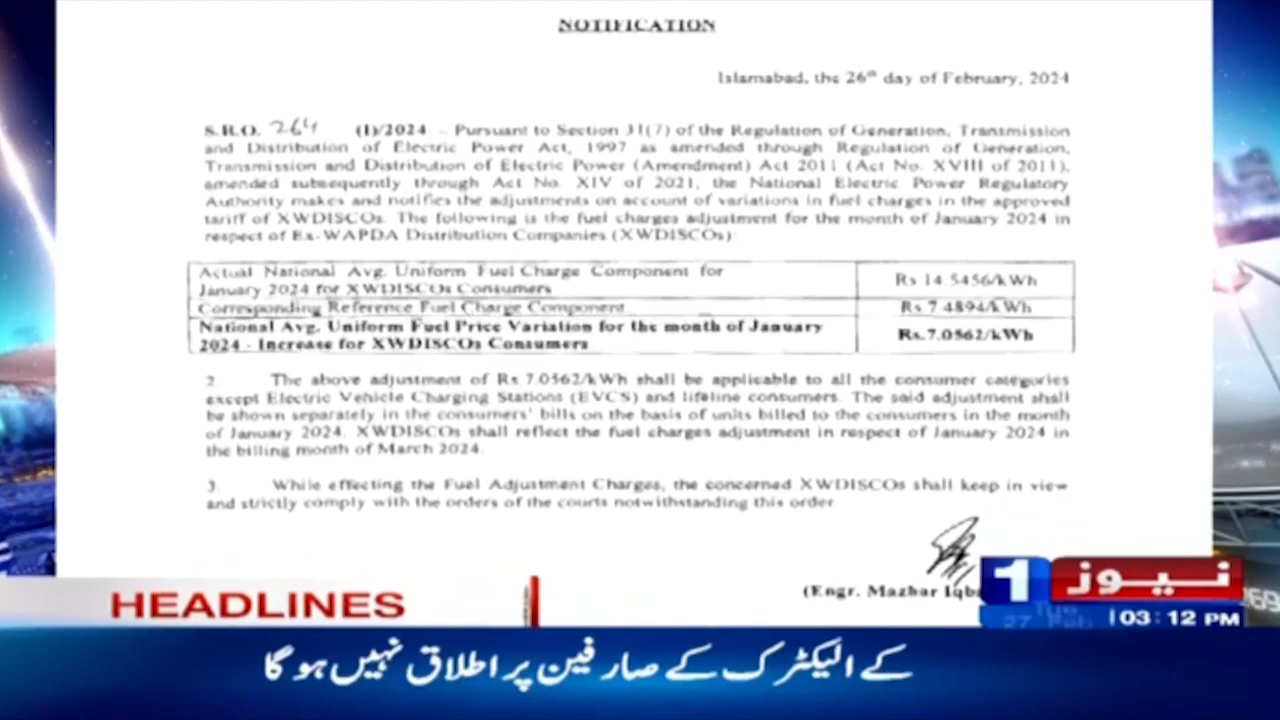 NOTIFICATION
Islamabad, the 26th day of February, 2024
S.R.O. 264 (I)/2024 - Pursuant to Section 31(7) of the Regulation of Generation, Transmission
and Distribution of Electric Power Act, 1997 as amended through Regulation of Generation,
Transmission and Distribution of Electric Power (Amendment) Act 2011 (Act No. XVIII of 2011),
amended subsequently through Act No. XIV of 2021, the National Electric Power Regulatory
Authority makes and notifies the adjustments on account of variations in fuel charges in the approved
tariff of XWDISCOs. The following is the fuel charges adjustment for the month of January 2024 in
respect of Ex-WAPDA Distribution Companies (XWDISCOs):
Actual National Avg. Uniform Fuel Charge Component for
January 2024 for XWDISCOs Consumers
Rs.14.5456/kWh
Corresponding Reference Fuel Charge Component
Rs.7.4894/kWh
National Avg. Uniform Fuel Price Variation for the month of January
2024 - Increase for XWDISCOs Consumers
Rs.7.0562/kWh
2. The above adjustment of Rs.7.0562/kWh shall be applicable to all the consumer categories
except Electric Vehicle Charging Stations (EVCS) and lifeline consumers. The said adjustment shall
be shown separately in the consumers' bills on the basis of units billed to the consumers in the month
of January 2024. XWDISCOs shall reflect the fuel charges adjustment in respect of January 2024 in
the billing month of March 2024.
3. While effecting the Fuel Adjustment Charges, the concerned XWDISCOs shall keep in view
and strictly comply with the orders of the courts notwithstanding this order
(Engr. Mazhar Iqb
1 نیوز
Tue
27 Feb
03:12 PM
HEADLINES
کے الیکٹرک کے صارفین پر اطلاق نہیں ہو گا